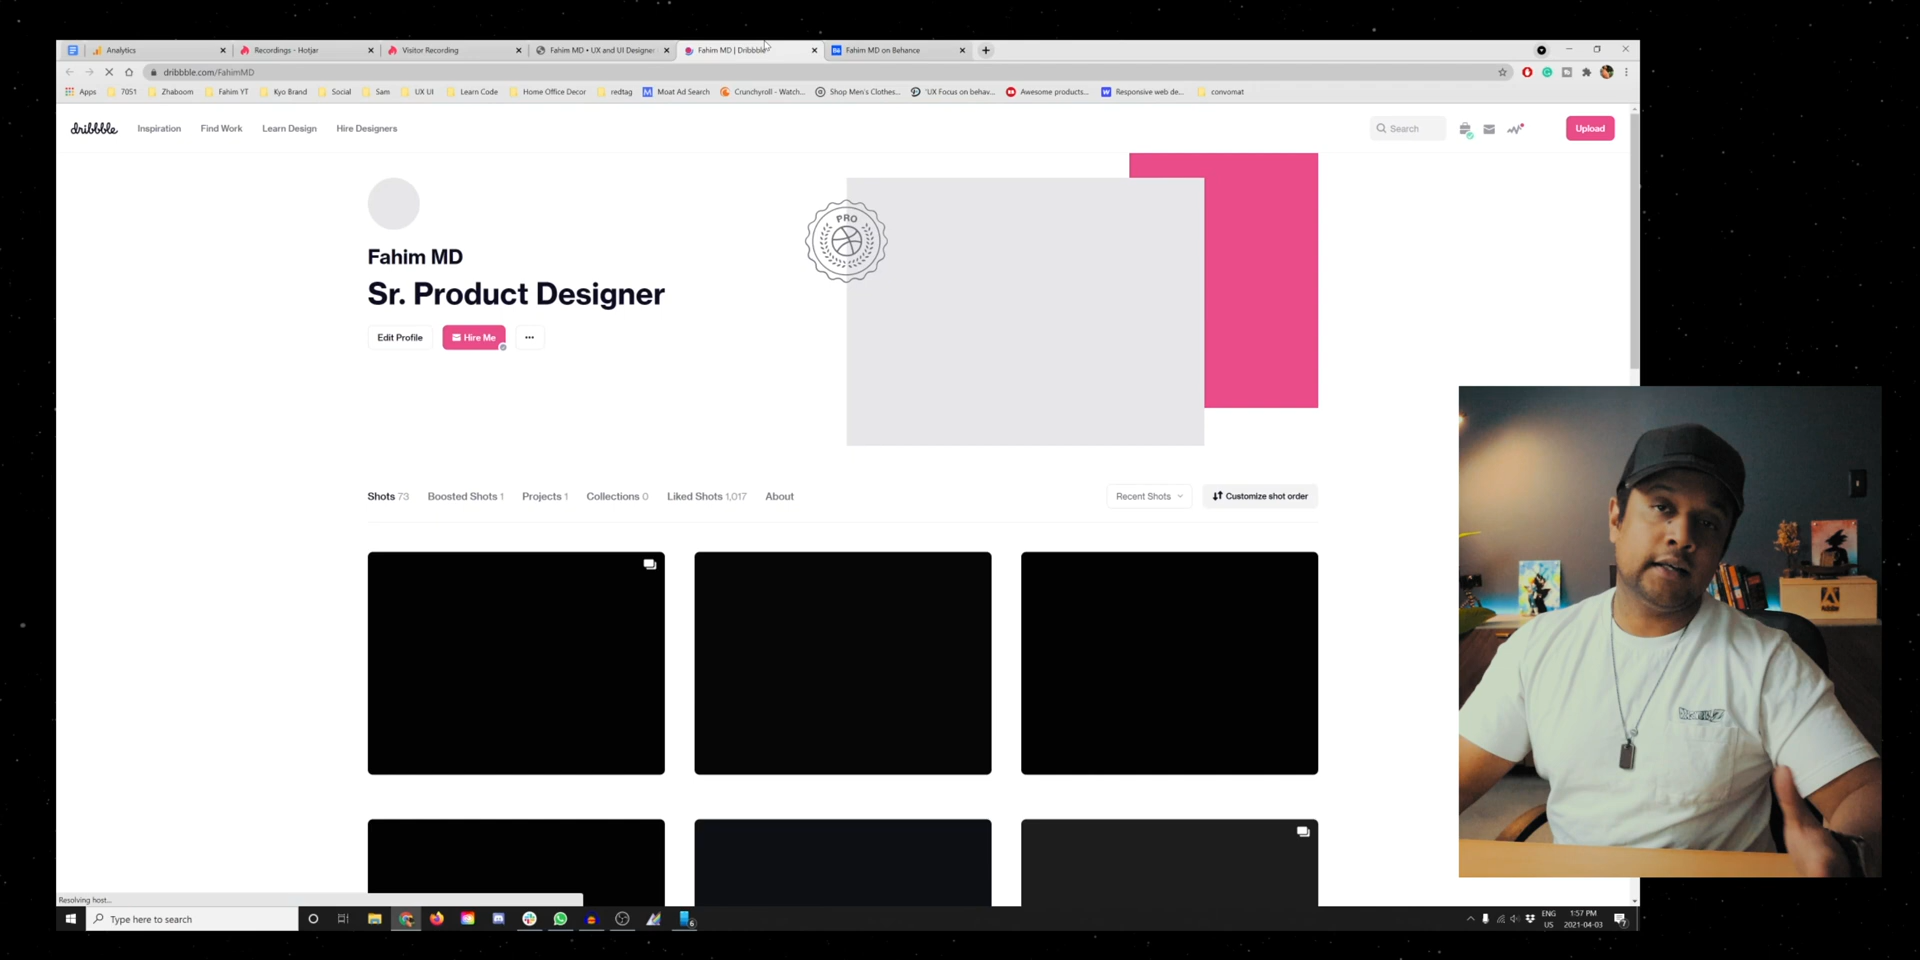 Analytics
Recordings - Hotjar
Visitor Recording
Fahim MD • UX and UI Designer
Fahim MD | Dribbble
Fahim MD on Behance
dribbble.com/FahimMD
Apps
7051
Zhaboom
Fahim YT
Kyo Brand
Social
Sam
UX UI
Learn Code
Home Office Decor
redtag
Moat Ad Search
Crunchyroll - Watch...
Shop Men's Clothes...
'UX Focus on behav...
Awesome products...
Responsive web de...
convomat
dribbble
Inspiration
Find Work
Learn Design
Hire Designers
Search
Upload
PRO
Fahim MD
Sr. Product Designer
Edit Profile
Hire Me
Shots 73
Boosted Shots 1
Projects 1
Collections 0
Liked Shots 1,017
About
Recent Shots
Customize shot order
Resolving host...
Type here to search
ENG
US
1:57 PM
2021-04-03